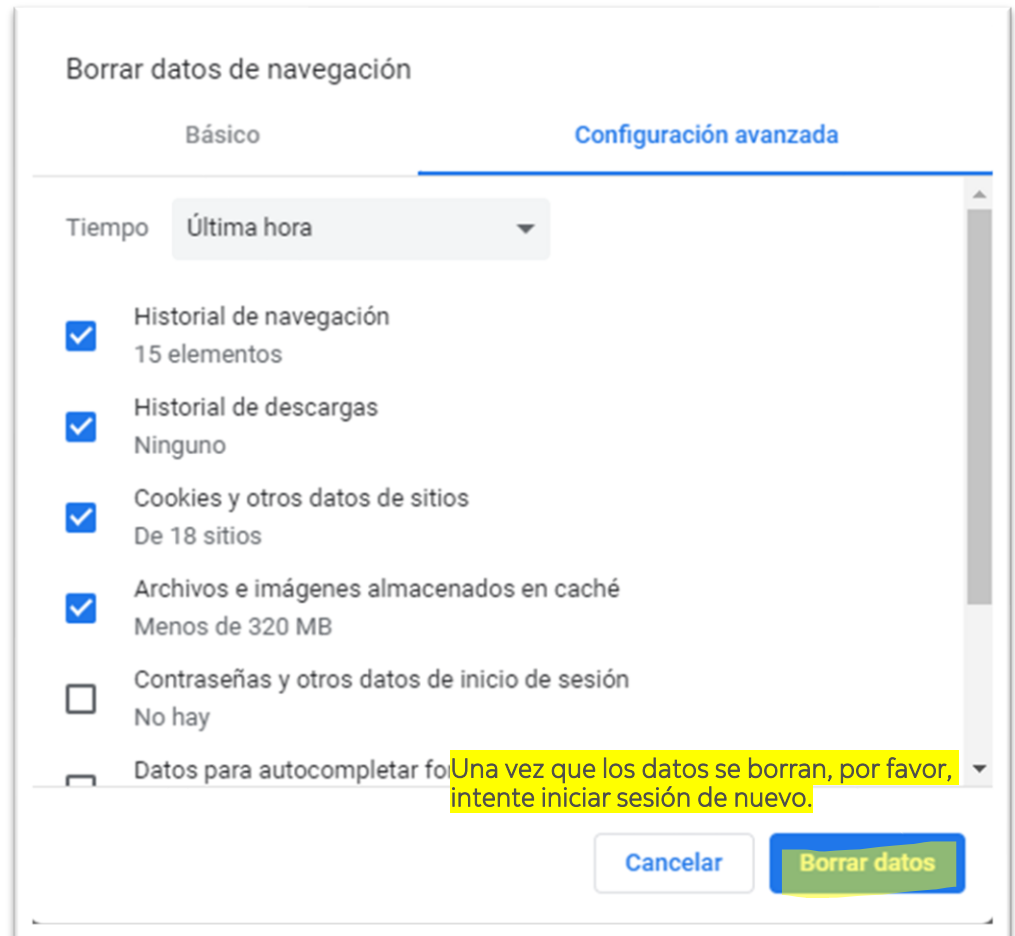 Borrar datos de navegación
Básico
Configuración avanzada
Tiempo
Última hora
Historial de navegación
15 elementos
Historial de descargas
Ninguno
Cookies y otros datos de sitios
De 18 sitios
Archivos e imágenes almacenados en caché
Menos de 320 MB
Contraseñas y otros datos de inicio de sesión
No hay
Datos para autocompletar
Una vez que los datos se borran, por favor,
intente iniciar sesión de nuevo.
Cancelar
Borrar datos